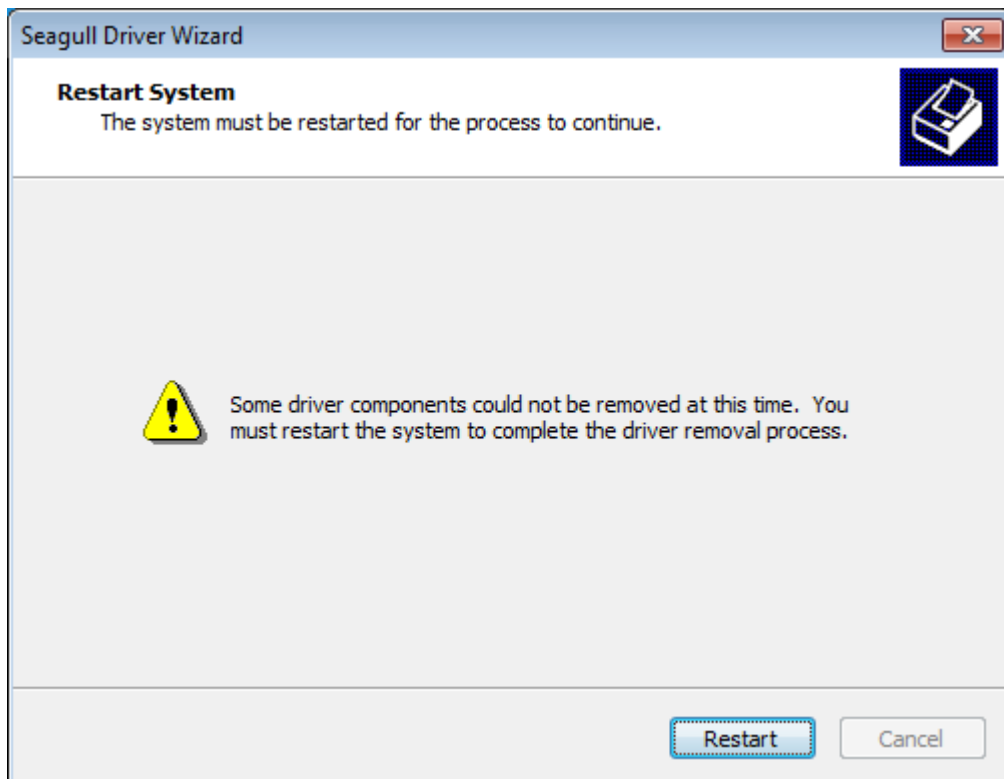 Seagull Driver Wizard
Restart System
The system must be restarted for the process to continue.
Some driver components could not be removed at this time.  You
must restart the system to complete the driver removal process.
Restart
Cancel